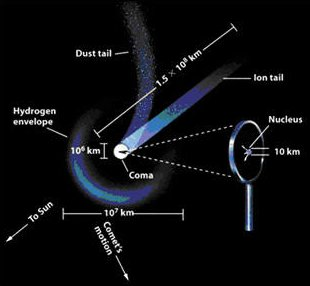 Dust tail
1.5 × 10⁸ km
Ion tail
Hydrogen
envelope
Nucleus
10⁶ km
10 km
Coma
10⁷ km
To Sun
Comet's
motion